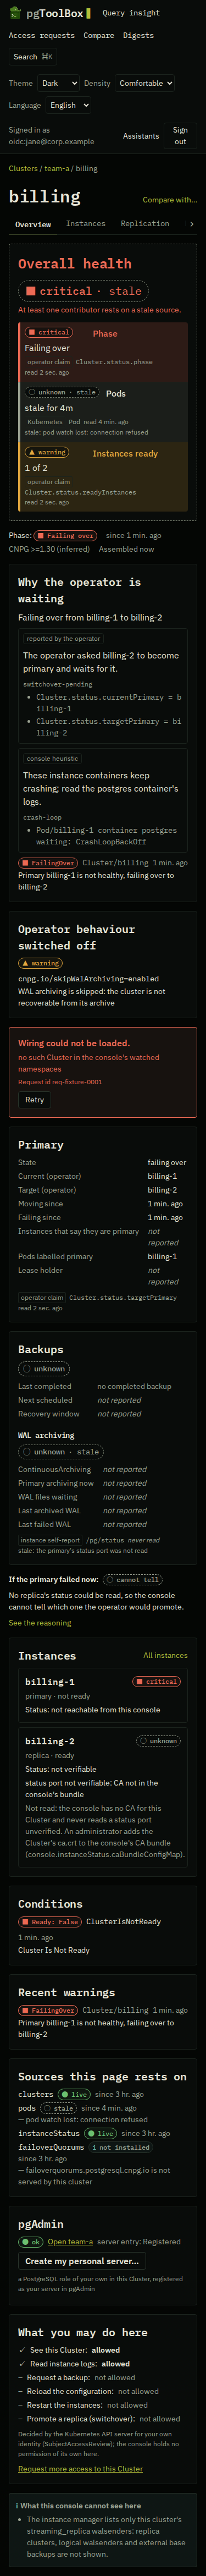 pgToolBox
Query insight
Access requests Compare Digests
Search ⌘K
Theme Dark Density Comfortable
Language English
Signed in as
oidc:jane@corp.example
Assistants
Sign out
Clusters / team-a / billing
billing
Compare with…
Overview Instances Replication ›
Overall health
critical · stale
At least one contributor rests on a stale source.
critical Phase
Failing over
operator claim Cluster.status.phase
read 2 sec. ago
unknown · stale Pods
stale for 4m
Kubernetes Pod read 4 min. ago
stale: pod watch lost: connection refused
warning Instances ready
1 of 2
operator claim
Cluster.status.readyInstances
read 2 sec. ago
Phase: Failing over since 1 min. ago
CNPG >=1.30 (inferred) Assembled now
Why the operator is
waiting
Failing over from billing-1 to billing-2
reported by the operator
The operator asked billing-2 to become
primary and waits for it.
switchover-pending
• Cluster.status.currentPrimary = b
illing-1
• Cluster.status.targetPrimary = bi
lling-2
console heuristic
These instances containers keep
crashing; read the postgres container's
logs.
crash-loop
• Pod/billing-1 container postgres
waiting: CrashLoopBackOff
FailingOver Cluster/billing 1 min. ago
Primary billing-1 is not healthy, failing over to
billing-2
Operator behaviour
switched off
warning
cnpg.io/skipWalArchiving=enabled
WAL archiving is skipped: the cluster is not
recoverable from its archive
Wiring could not be loaded.
no such Cluster in the console's watched
namespaces
Request id req-fixture-0001
Retry
Primary
State failing over
Current (operator) billing-1
Target (operator) billing-2
Moving since 1 min. ago
Failing since 1 min. ago
Instances that say they are primary not
reported
Pods labelled primary billing-1
Lease holder not
reported
operator claim Cluster.status.targetPrimary
read 2 sec. ago
Backups
unknown
Last completed no completed backup
Next scheduled not reported
Recovery window not reported
WAL archiving
unknown · stale
ContinuousArchiving not reported
Primary archiving now not reported
WAL files waiting not reported
Last archived WAL not reported
Last failed WAL not reported
instance self-report /pg/status never read
stale: the primary's status port was not read
If the primary failed now: cannot tell
No replica's status could be read, so the console
cannot tell which one the operator would promote.
See the reasoning
Instances All instances
billing-1 critical
primary · not ready
Status: not reachable from this console
billing-2 unknown
replica · ready
Status: not verifiable
status port not verifiable: CA not in the
console's bundle
Not read: the console has no CA for this
Cluster and never reads a status port
unverified. An administrator adds the
Cluster's ca.crt to the console's CA bundle
(console.instanceStatus.caBundleConfigMap).
Conditions
Ready: False ClusterIsNotReady
1 min. ago
Cluster Is Not Ready
Recent warnings
FailingOver Cluster/billing 1 min. ago
Primary billing-1 is not healthy, failing over to
billing-2
Sources this page rests on
clusters live since 3 hr. ago
pods stale since 4 min. ago
— pod watch lost: connection refused
instanceStatus live since 3 hr. ago
failoverQuorums i not installed
since 3 hr. ago
— failoverquorums.postgresql.cnpg.io is not
served by this cluster
pgAdmin
ok Open team-a server entry: Registered
Create my personal server…
a PostgreSQL role of your own in this Cluster, registered
as your server in pgAdmin
What you may do here
✓ See this Cluster: allowed
✓ Read instance logs: allowed
– Request a backup: not allowed
– Reload the configuration: not allowed
– Restart the instances: not allowed
– Promote a replica (switchover): not allowed
Decided by the Kubernetes API server for your own
identity (SubjectAccessReview); the console holds no
permission of its own here.
Request more access to this Cluster
i What this console cannot see here
• The instance manager lists only this cluster's
streaming_replica walsenders: replica
clusters, logical walsenders and external base
backups are not shown.